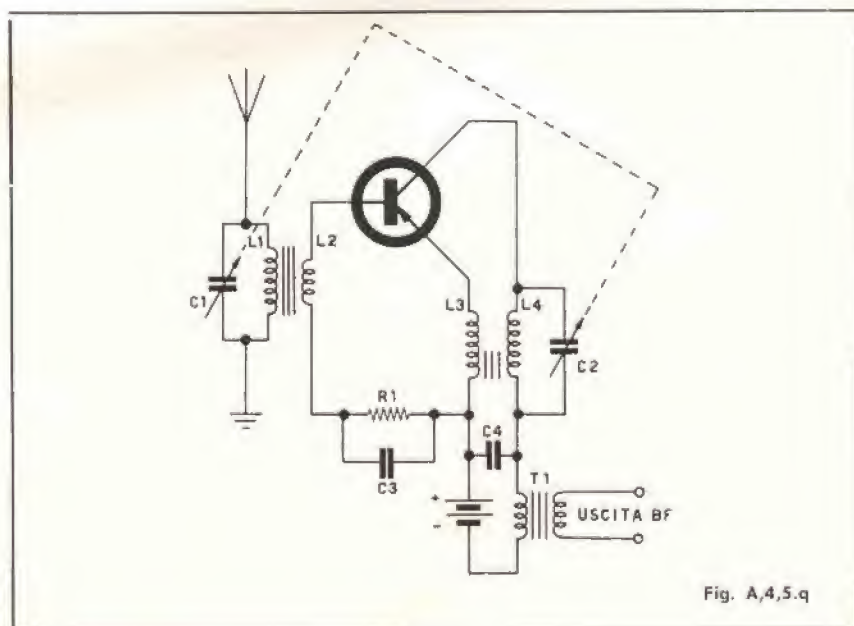 L1
L2
C1
L3
L4
C2
R1
C3
C4
T1
+
-
USCITA BF
Fig. A,4,5.q